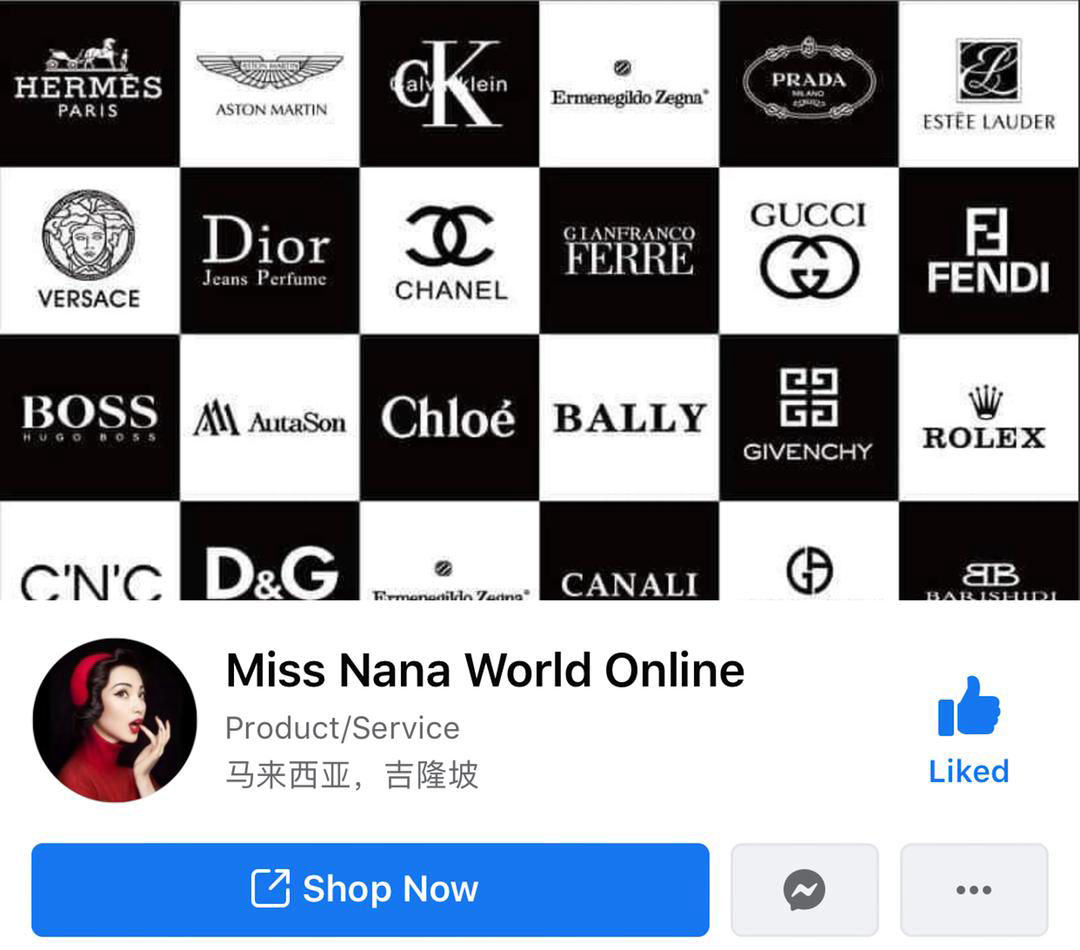 HERMÈS
PARIS
ASTON MARTIN
ASTON MARTIN
CK
Calvin Klein
Ermenegildo Zegna®
PRADA
MILANO
ESTĒE LAUDER
VERSACE
Dior
Jeans Perfume
CHANEL
GIANFRANCO
FERRE
GUCCI
FENDI
BOSS
HUGO BOSS
AutaSon
Chloé
BALLY
GIVENCHY
ROLEX
C'N'C
D&G
Ermenegildo Zegna®
CANALI
BARISHIDI
Miss Nana World Online
Product/Service
马来西亚，吉隆坡
Liked
Shop Now